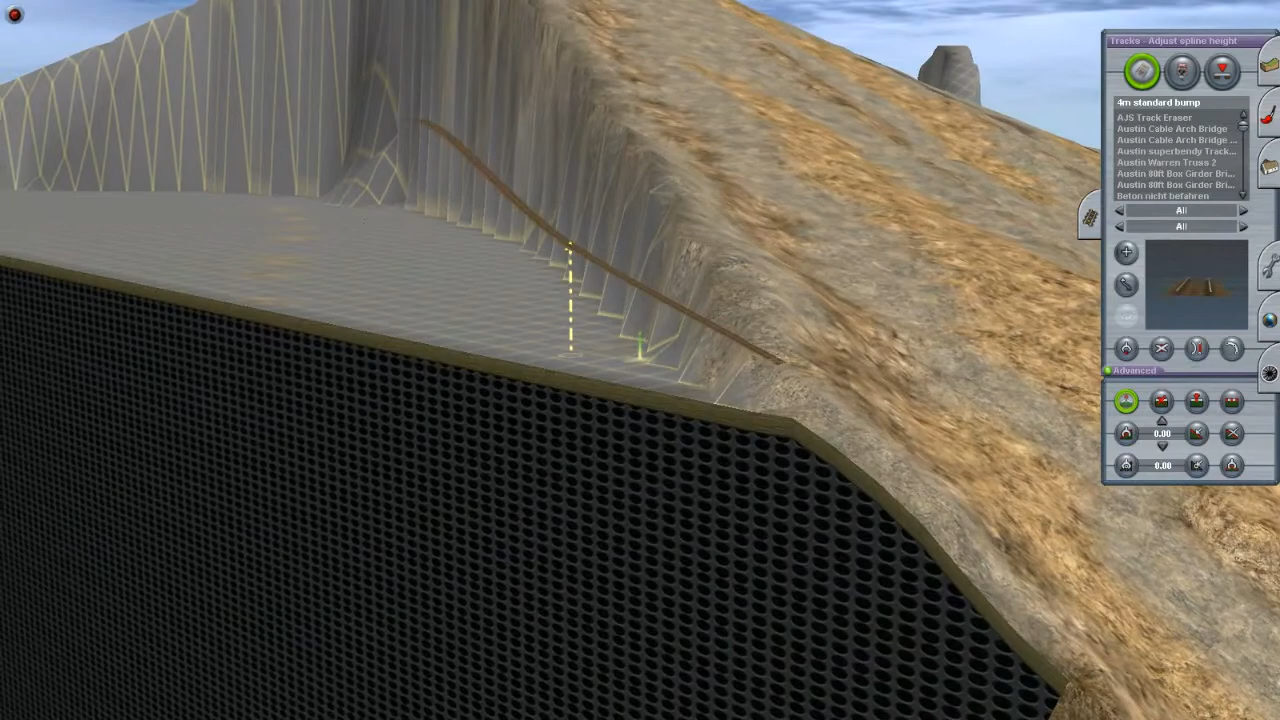 Tracks - Adjust spline height
4m standard bump
AJS Track Eraser
Austin Cable Arch Bridge
Austin Cable Arch Bridge ...
Austin superbendy Track...
Austin Warren Truss 2
Austin 80ft Box Girder Bri...
Austin 80ft Box Girder Bri...
Beton nicht befahren
All
All
Advanced
0.00
0.00